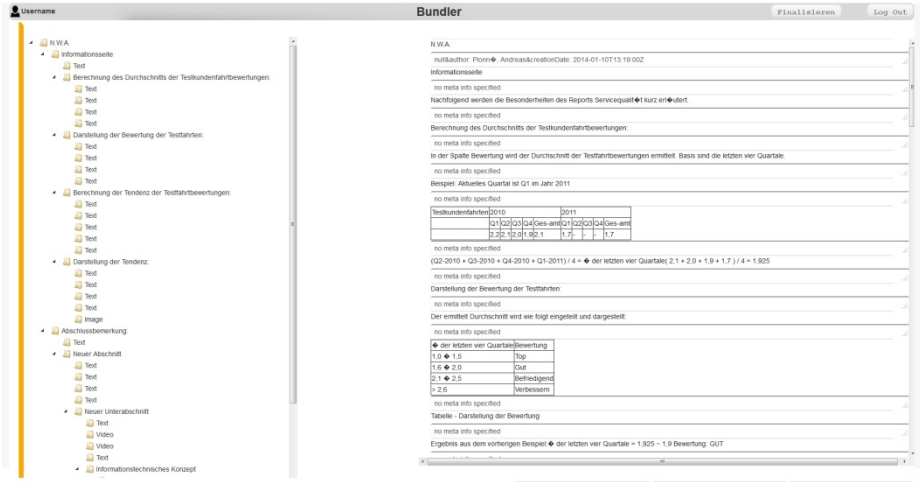 Username
Bundler
Finalisieren
Log Out
N.W.A.
Informationsseite
Text
Berechnung des Durchschnitts der Testkundenfahrtbewertungen:
Text
Text
Text
Text
Darstellung der Bewertung der Testfahrten:
Text
Text
Text
Text
Berechnung der Tendenz der Testfahrtbewertungen:
Text
Text
Text
Text
Text
Darstellung der Tendenz:
Text
Text
Text
Text
Image
Abschlussbemerkung:
Text
Neuer Abschnitt
Text
Text
Text
Text
Neuer Unterabschnitt
Text
Video
Video
Text
Informationstechnisches Konzept
N.W.A.
null&author: Plonn�, Andreas&creationDate: 2014-01-10T13:19:00Z
Informationsseite
no meta info specified
Nachfolgend werden die Besonderheiten des Reports Servicequalit�t kurz erl�utert.
no meta info specified
Berechnung des Durchschnitts der Testkundenfahrtbewertungen:
no meta info specified
In der Spalte Bewertung wird der Durchschnitt der Testfahrtbewertungen ermittelt. Basis sind die letzten vier Quartale.
no meta info specified
Beispiel: Aktuelles Quartal ist Q1 im Jahr 2011
no meta info specified
Testkundenfahrten 2010 2011
Q1 Q2 Q3 Q4 Ges-amt Q1 Q2 Q3 Q4 Ges-amt
2,2 2,1 2,0 1,9 2,1 1,7 - - - 1,7
no meta info specified
(Q2-2010 + Q3-2010 + Q4-2010 + Q1-2011) / 4 = � der letzten vier Quartale( 2,1 + 2,0 + 1,9 + 1,7 ) / 4 = 1,925
no meta info specified
Darstellung der Bewertung der Testfahrten:
no meta info specified
Der ermittelt Durchschnitt wird wie folgt eingeteilt und dargestellt:
no meta info specified
� der letzten vier Quartale Bewertung
1,0 � 1,5 Top
1,6 � 2,0 Gut
2,1 � 2,5 Befriedigend
> 2,6 Verbessern
no meta info specified
Tabelle - Darstellung der Bewertung
no meta info specified
Ergebnis aus dem vorherigen Beispiel � der letzten vier Quartale = 1,925 ~ 1,9 Bewertung: GUT